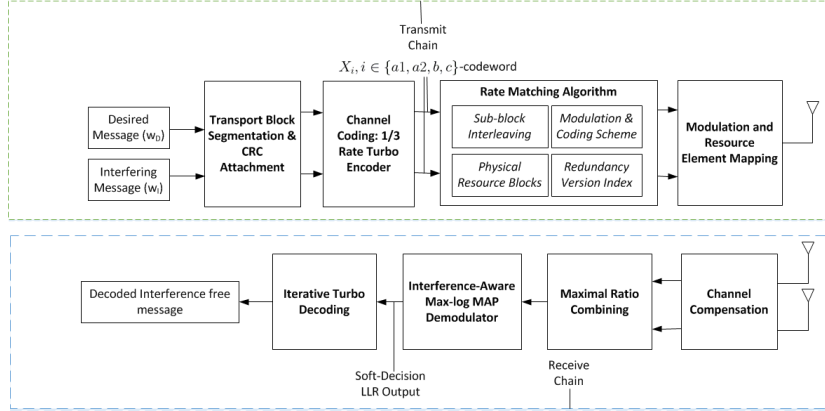 Transmit
Chain
X_i, i ∈ {a1, a2, b, c}-codeword
Desired
Message (w_D)
Interfering
Message (w_I)
Transport Block
Segmentation &
CRC
Attachment
Channel
Coding: 1/3
Rate Turbo
Encoder
Rate Matching Algorithm
Sub-block
Interleaving
Modulation &
Coding Scheme
Physical
Resource Blocks
Redundancy
Version Index
Modulation and
Resource
Element Mapping
Decoded Interference free
message
Iterative Turbo
Decoding
Interference-Aware
Max-log MAP
Demodulator
Maximal Ratio
Combining
Channel
Compensation
Soft-Decision
LLR Output
Receive
Chain